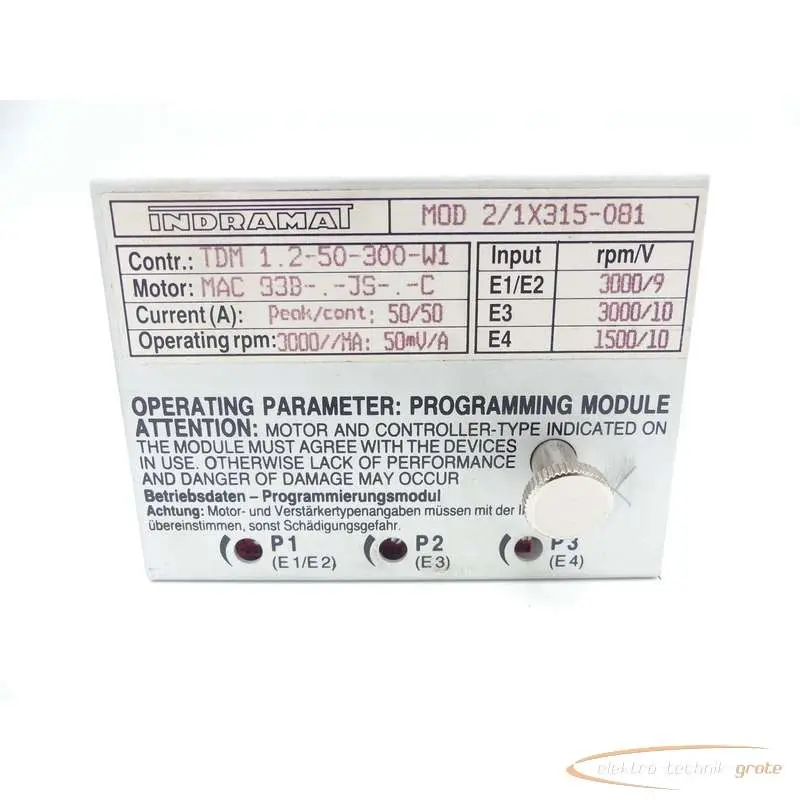 INDRAMAT MOD 2/1X315-081
Contr.: TDM 1.2-50-300-W1
Motor: MAC 93B-.-JS-.-C
Current (A): Peak/cont: 50/50
Operating rpm: 3000//MA: 50mV/A
Input rpm/V
E1/E2 3000/9
E3 3000/10
E4 1500/10
OPERATING PARAMETER: PROGRAMMING MODULE
ATTENTION: MOTOR AND CONTROLLER-TYPE INDICATED ON
THE MODULE MUST AGREE WITH THE DEVICES
IN USE. OTHERWISE LACK OF PERFORMANCE
AND DANGER OF DAMAGE MAY OCCUR
Betriebsdaten – Programmierungsmodul
Achtung: Motor- und Verstärkertypenangaben müssen mit der
übereinstimmen, sonst Schädigungsgefahr.
P1 P2 P3
(E1/E2) (E3) (E4)
elektro-technik grote